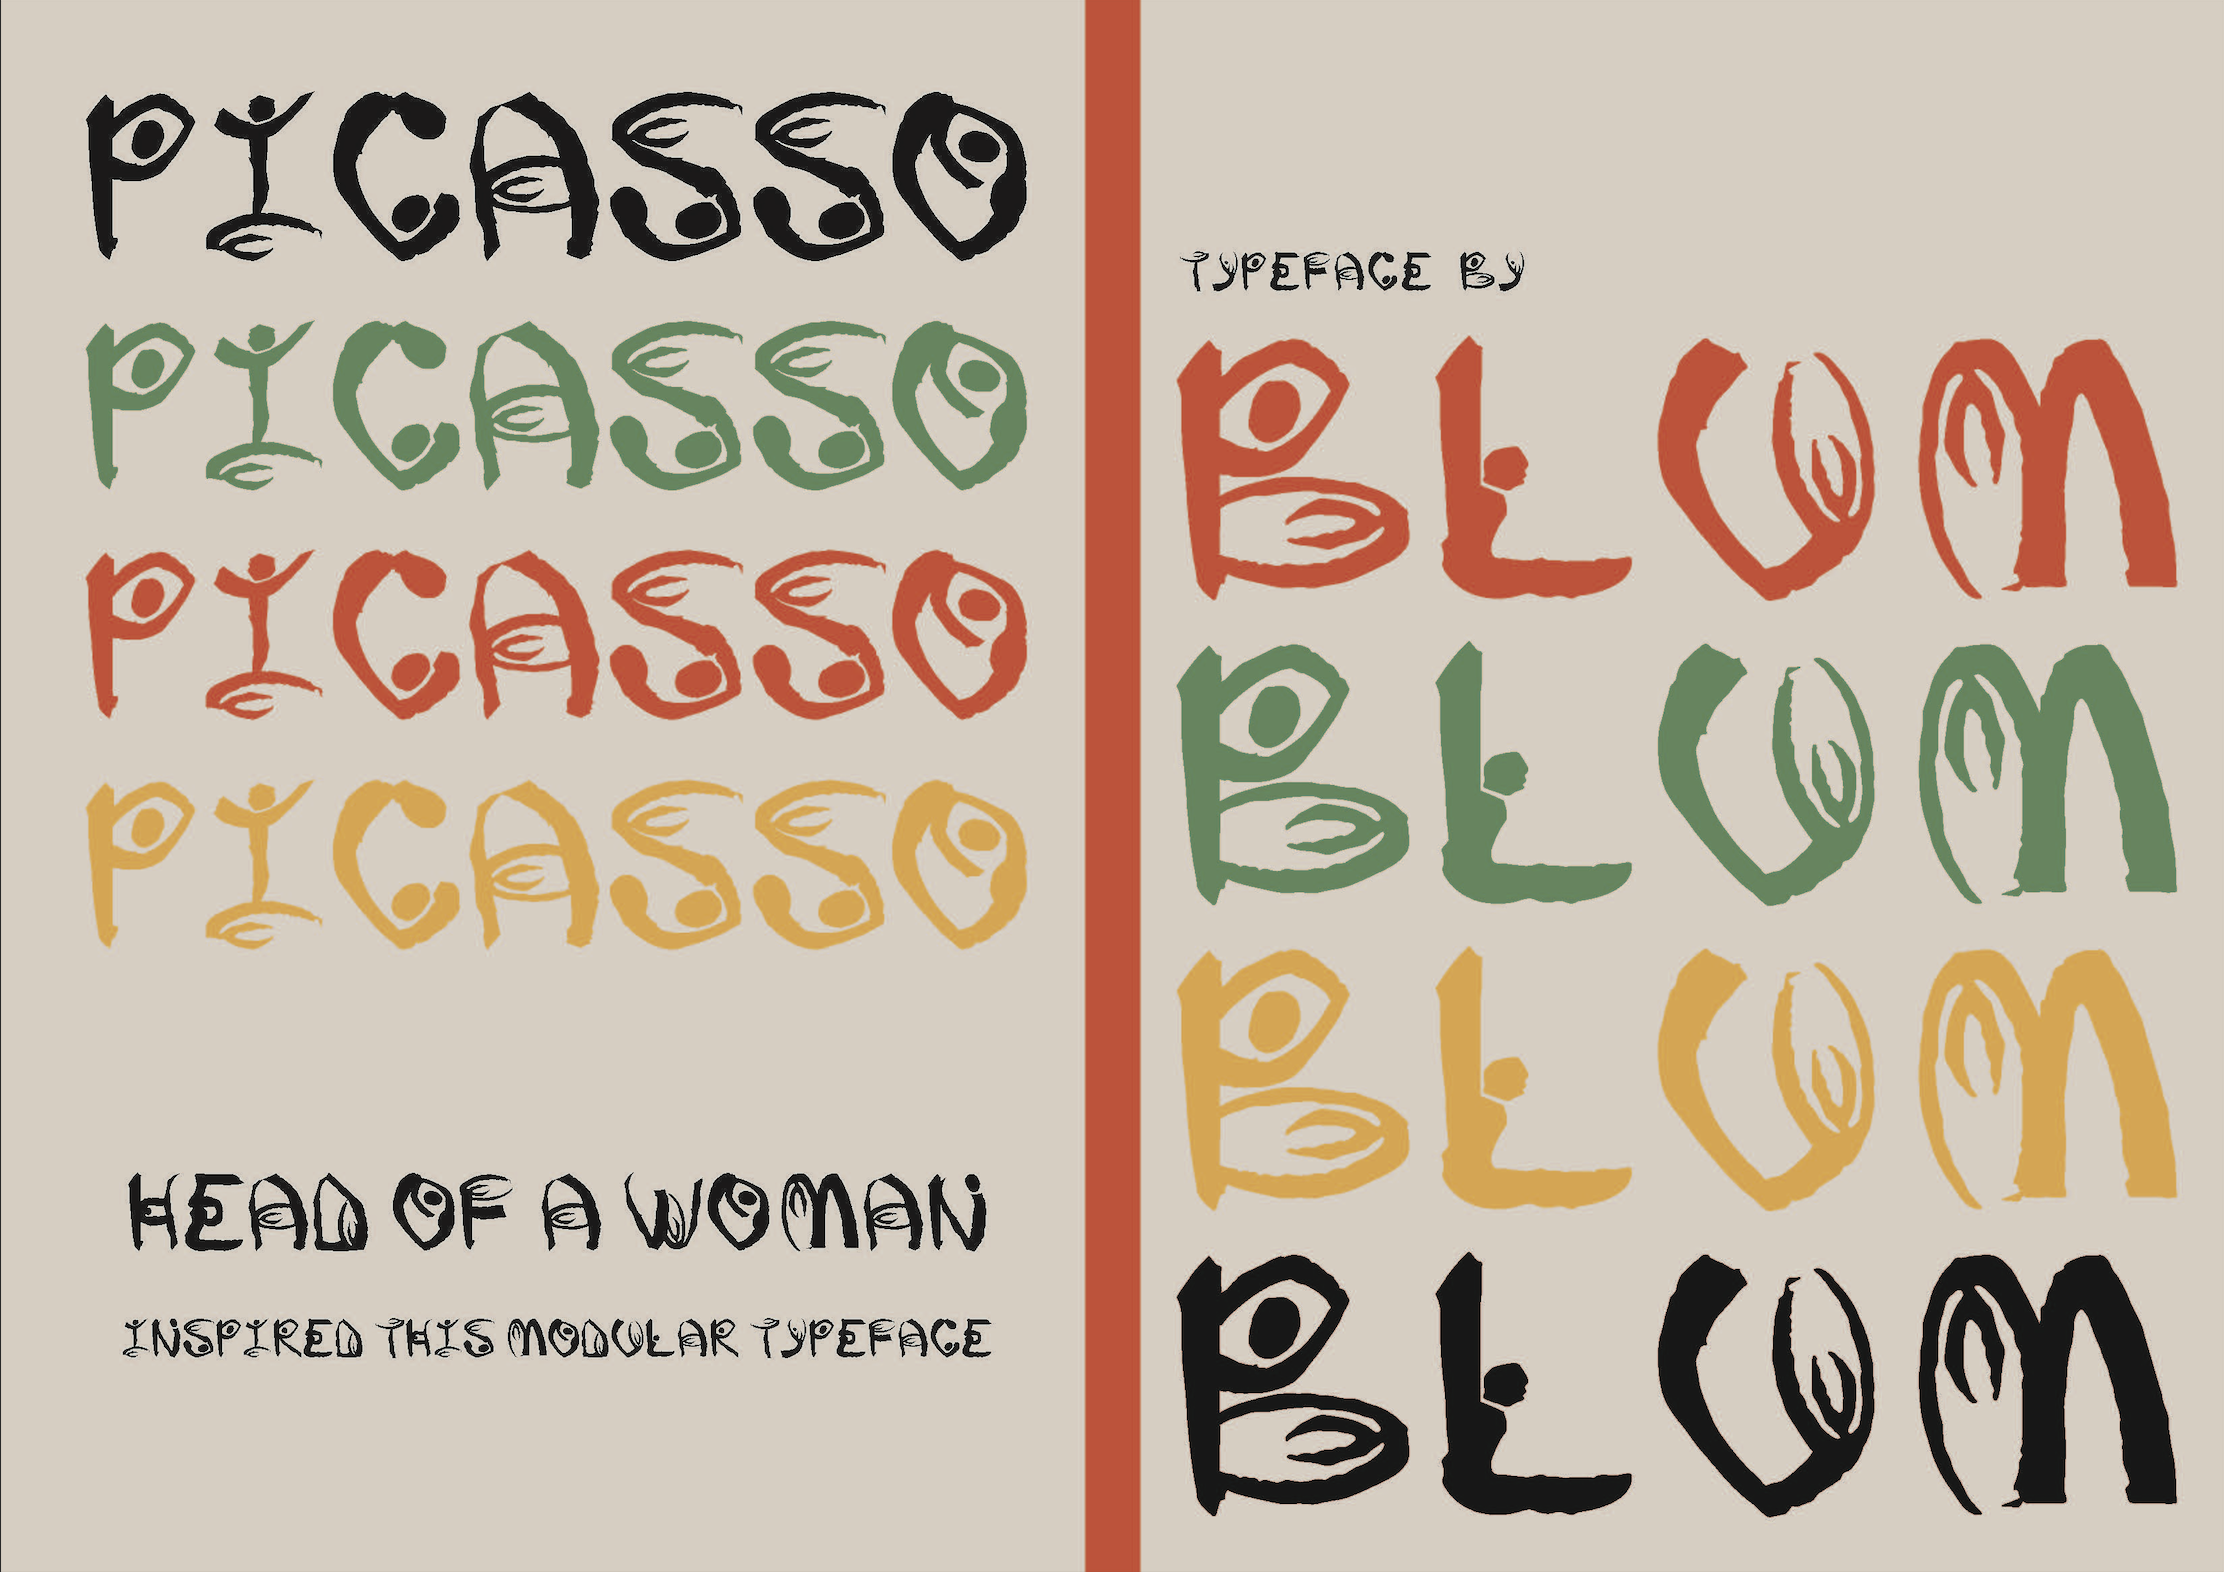 PICASSO
PICASSO
PICASSO
PICASSO
HEAD OF A WOMAN
INSPIRED THIS MODULAR TYPEFACE
TYPEFACE BY
BLUM
BLUM
BLUM
BLUM